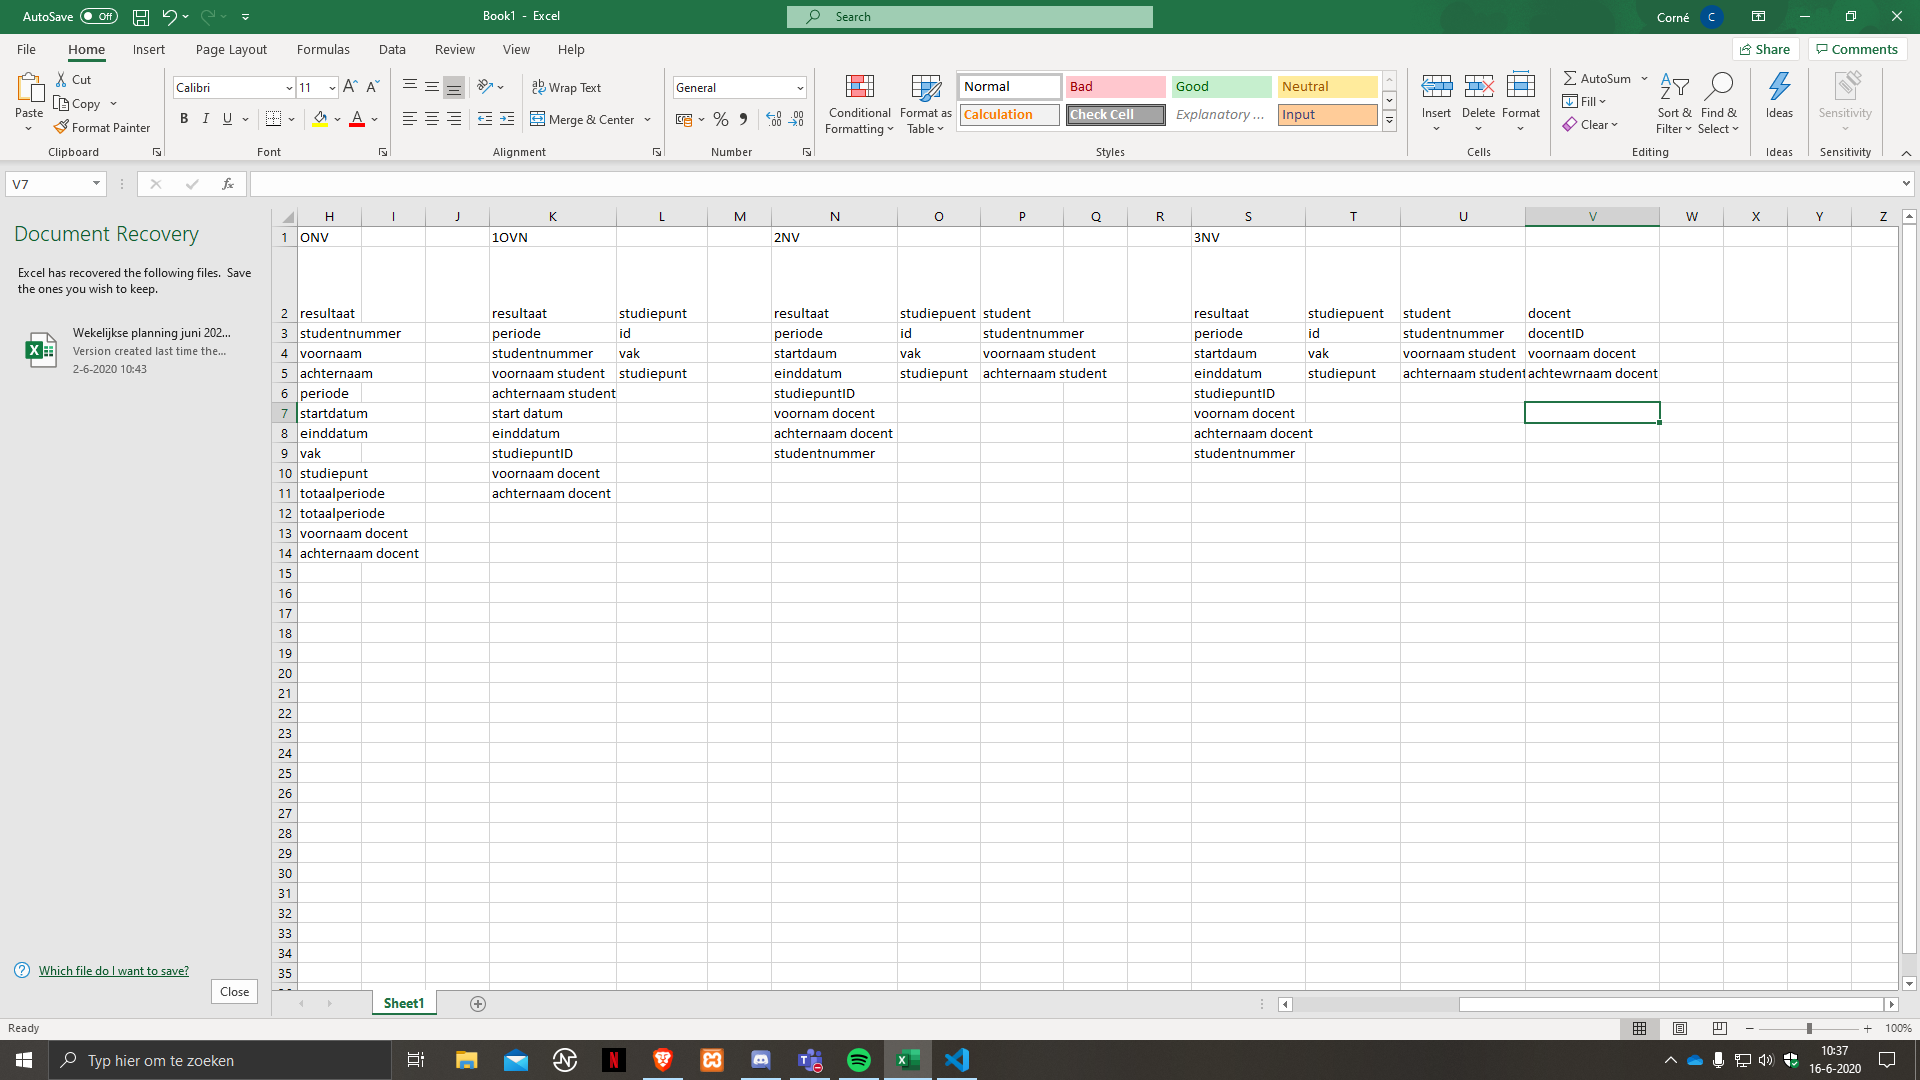 AutoSave Off Book1 - Excel Search Corné C
File Home Insert Page Layout Formulas Data Review View Help Share Comments
Paste Cut Copy Format Painter Clipboard
Calibri 11 B I U Font
Wrap Text Merge & Center Alignment
General % Number
Conditional Formatting Format as Table
Normal Bad Good Neutral
Calculation Check Cell Explanatory ... Input
Styles
Insert Delete Format Cells
AutoSum Fill Clear Sort & Filter Find & Select Editing
Ideas Ideas Sensitivity Sensitivity
V7 fx
Document Recovery
Excel has recovered the following files. Save
the ones you wish to keep.
Wekelijkse planning juni 202...
Version created last time the...
2-6-2020 10:43
Which file do I want to save?
Close
H I J K L M N O P Q R S T U V W X Y Z
1 ONV 1OVN 2NV 3NV
2 resultaat resultaat studiepunt resultaat studiepuent student resultaat studiepuent student docent
3 studentnummer periode id periode id studentnummer periode id studentnummer docentID
4 voornaam studentnummer vak startdaum vak voornaam student startdaum vak voornaam student voornaam docent
5 achternaam voornaam student studiepunt einddatum studiepunt achternaam student einddatum studiepunt achternaam student achtewrnaam docent
6 periode achternaam student studiepuntID studiepuntID
7 startdatum start datum voornam docent voornam docent
8 einddatum einddatum achternaam docent achternaam docent
9 vak studiepuntID studentnummer studentnummer
10 studiepunt voornaam docent
11 totaalperiode achternaam docent
12 totaalperiode
13 voornaam docent
14 achternaam docent
15
16
17
18
19
20
21
22
23
24
25
26
27
28
29
30
31
32
33
34
35
Sheet1
Ready 100%
Typ hier om te zoeken
10:37
16-6-2020